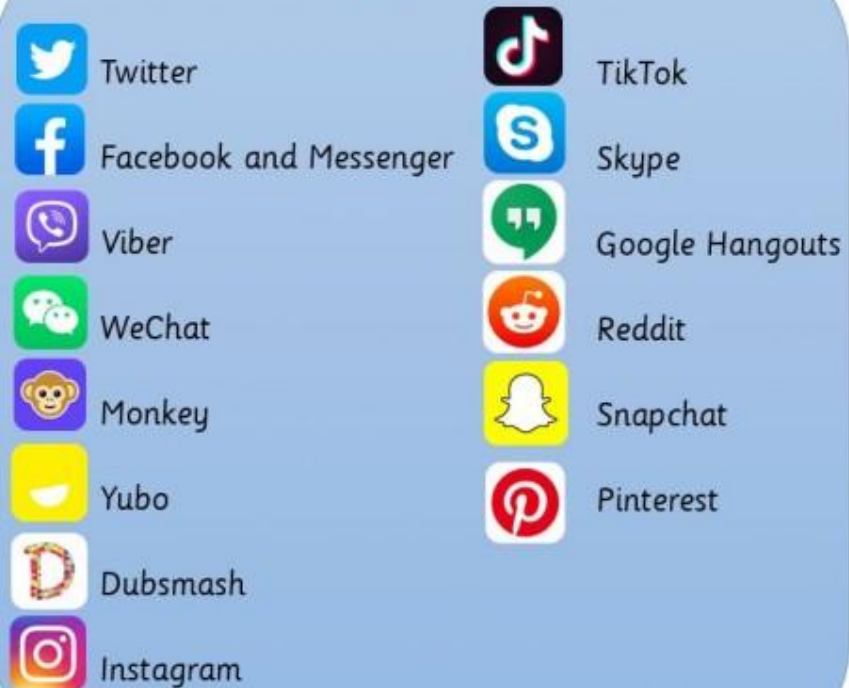 Twitter
Facebook and Messenger
Viber
WeChat
Monkey
Yubo
Dubsmash
Instagram
TikTok
Skype
Google Hangouts
Reddit
Snapchat
Pinterest